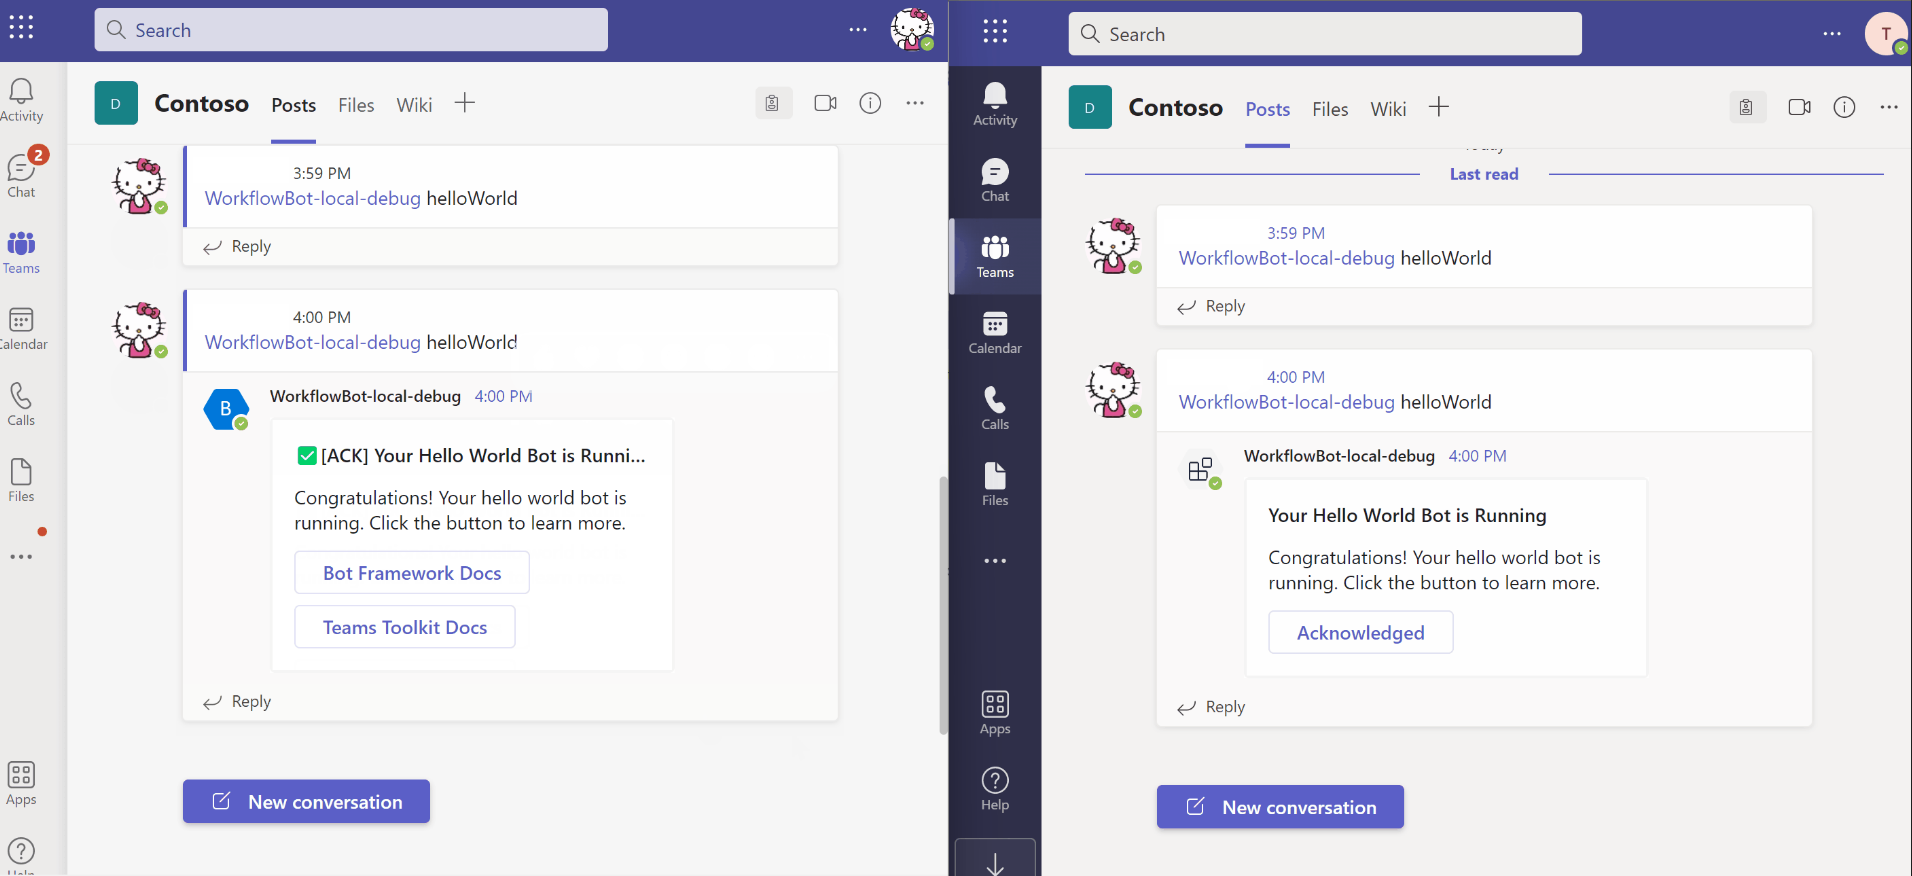 Search
Activity
2
Chat
Teams
Calendar
Calls
Files
Apps
Help
D
Contoso
Posts
Files
Wiki
3:59 PM
WorkflowBot-local-debug helloWorld
Reply
4:00 PM
WorkflowBot-local-debug helloWorld
B
WorkflowBot-local-debug 4:00 PM
[ACK] Your Hello World Bot is Runni...
Congratulations! Your hello world bot is
running. Click the button to learn more.
Bot Framework Docs
Teams Toolkit Docs
Reply
New conversation
Search
T
Activity
Chat
Teams
Calendar
Calls
Files
Apps
Help
D
Contoso
Posts
Files
Wiki
Today
Last read
3:59 PM
WorkflowBot-local-debug helloWorld
Reply
4:00 PM
WorkflowBot-local-debug helloWorld
WorkflowBot-local-debug 4:00 PM
Your Hello World Bot is Running
Congratulations! Your hello world bot is
running. Click the button to learn more.
Acknowledged
Reply
New conversation